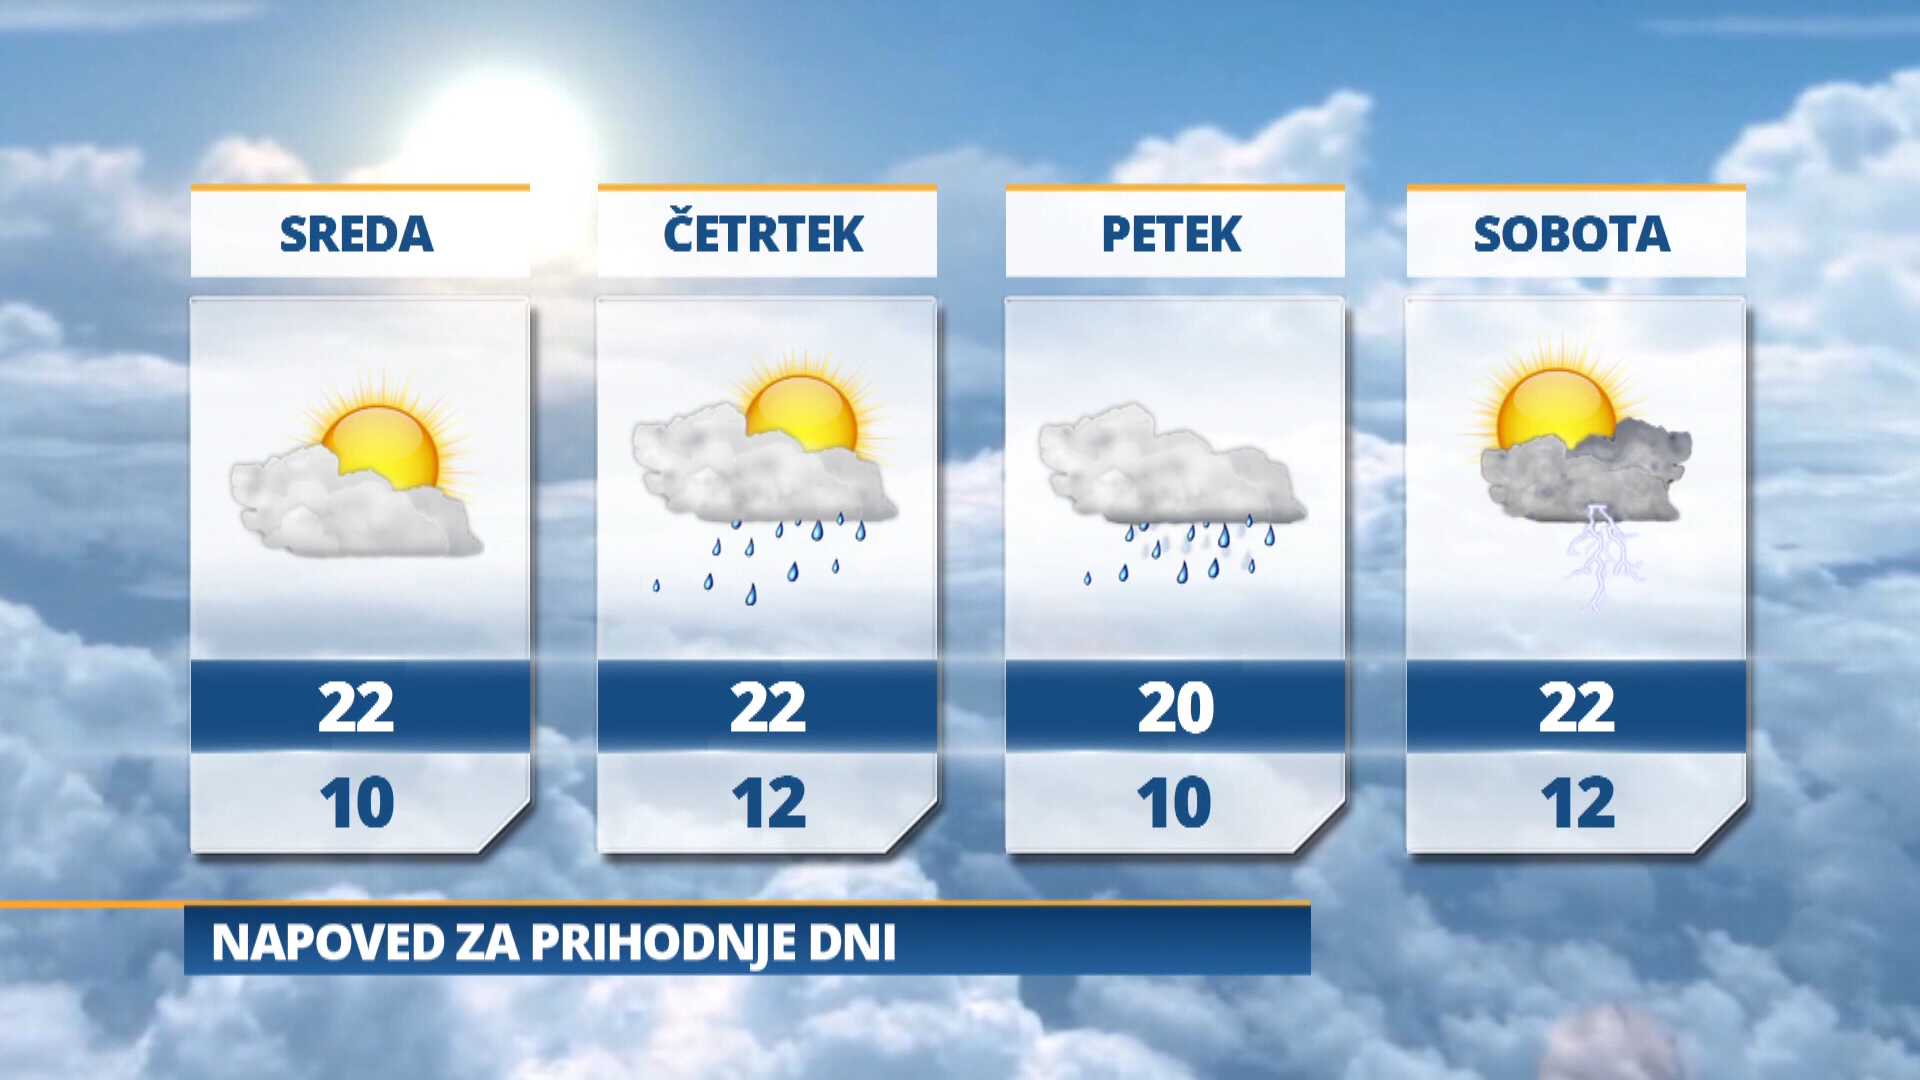 SREDA
ČETRTEK
PETEK
SOBOTA
22
22
20
22
10
12
10
12
NAPOVED ZA PRIHODNJE DNI